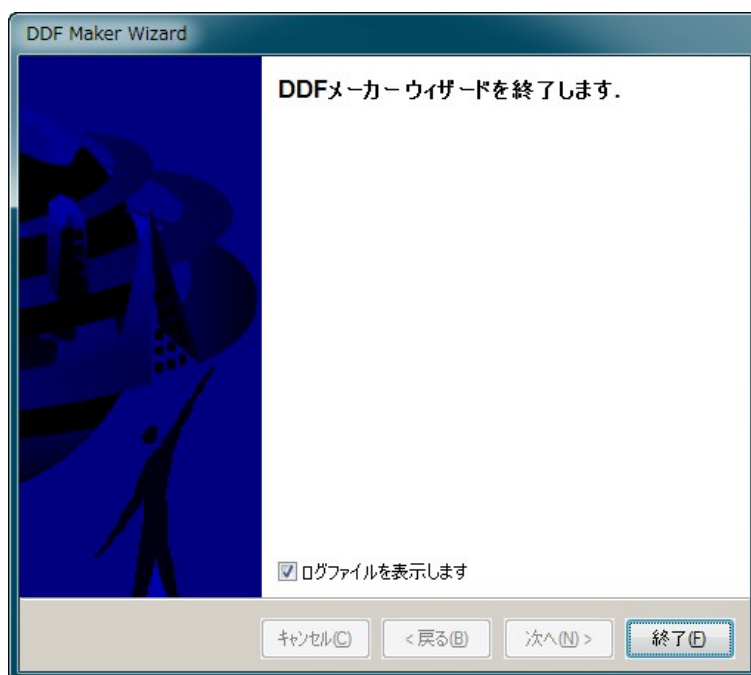 DDF Maker Wizard
DDFメーカー ウィザードを終了します.
ログファイルを表示します
キャンセル(C)
< 戻る(B)
次へ(N) >
終了(F)